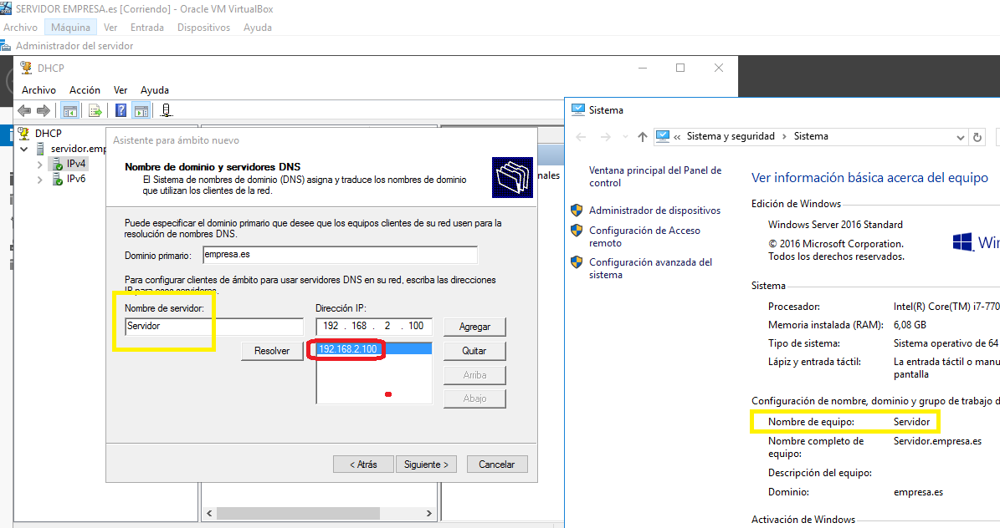 SERVIDOR EMPRESA.es [Corriendo] - Oracle VM VirtualBox
Archivo Máquina Ver Entrada Dispositivos Ayuda
Administrador del servidor
DHCP
Archivo Acción Ver Ayuda
DHCP
servidor.emp
IPv4
IPv6
nales
Asistente para ámbito nuevo
Nombre de dominio y servidores DNS
El Sistema de nombres de dominio (DNS) asigna y traduce los nombres de dominio
que utilizan los clientes de la red.
Puede especificar el dominio primario que desee que los equipos clientes de su red usen para la
resolución de nombres DNS.
Dominio primario: empresa.es
Para configurar clientes de ámbito para usar servidores DNS en su red, escriba las direcciones
IP para esos servidores.
Nombre de servidor: Dirección IP:
Servidor 192 . 168 . 2 . 100 Agregar
Resolver 192.168.2.100 Quitar
Arriba
Abajo
< Atrás Siguiente > Cancelar
Sistema
« Sistema y seguridad > Sistema
Ventana principal del Panel de
control
Administrador de dispositivos
Configuración de Acceso
remoto
Configuración avanzada del
sistema
Ver información básica acerca del equipo
Edición de Windows
Windows Server 2016 Standard
© 2016 Microsoft Corporation.
Todos los derechos reservados.
Wir
Sistema
Procesador: Intel(R) Core(TM) i7-770
Memoria instalada (RAM): 6,08 GB
Tipo de sistema: Sistema operativo de 64
Lápiz y entrada táctil: La entrada táctil o manu
pantalla
Configuración de nombre, dominio y grupo de trabajo d
Nombre de equipo: Servidor
Nombre completo de Servidor.empresa.es
equipo:
Descripción del equipo:
Dominio: empresa.es
Activación de Windows